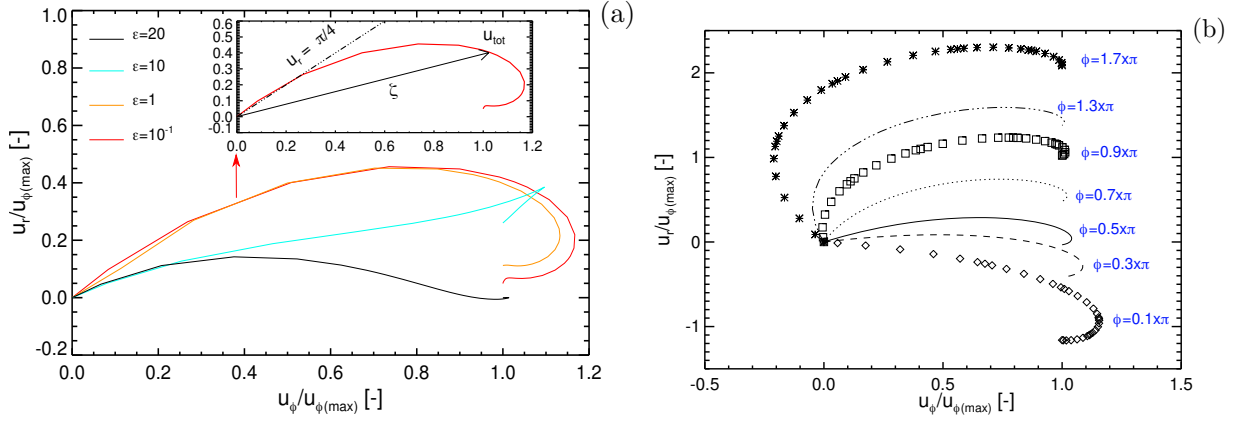 (a)
u_r/u_φ(max) [-]
1.0
0.8
0.6
0.4
0.2
0.0
-0.2
ε=20
ε=10
ε=1
ε=10^-1
0.6
0.5
0.4
0.3
0.2
0.1
0.0
-0.1
u_r = π/4
u_tot
ζ
0.0 0.2 0.4 0.6 0.8 1.0 1.2
0.0 0.2 0.4 0.6 0.8 1.0 1.2
u_φ/u_φ(max) [-]
(b)
u_r/u_φ(max) [-]
2
1
0
-1
φ=1.7xπ
φ=1.3xπ
φ=0.9xπ
φ=0.7xπ
φ=0.5xπ
φ=0.3xπ
φ=0.1xπ
-0.5 0.0 0.5 1.0 1.5
u_φ/u_φ(max) [-]